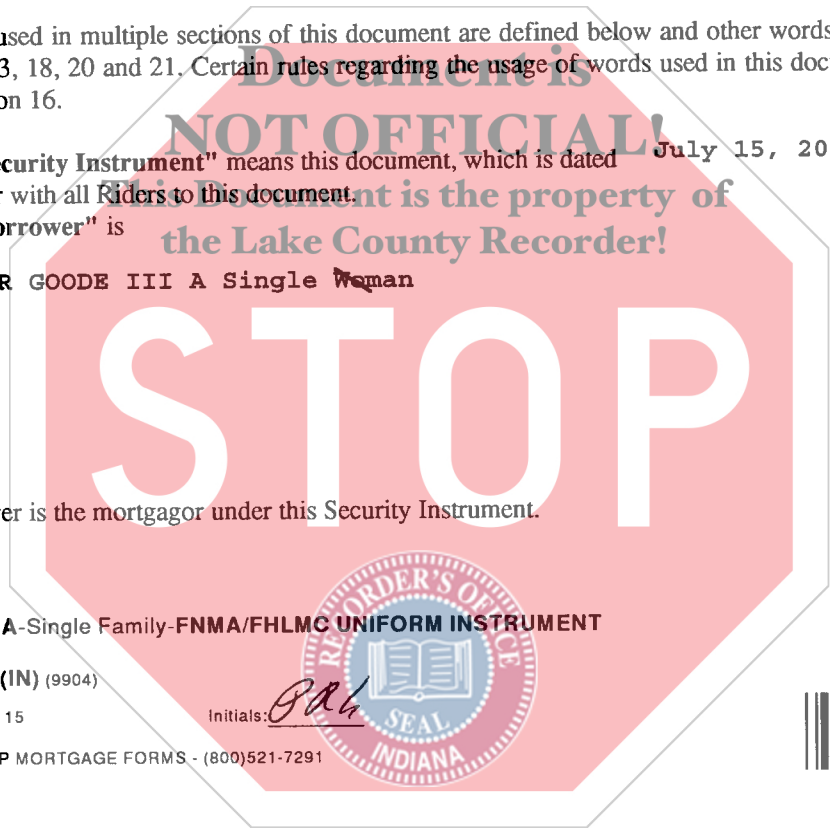 used in multiple sections of this document are defined below and other words
3, 18, 20 and 21. Certain rules regarding the usage of words used in this doc
on 16.
Document is
NOT OFFICIAL!
This Document is the property of
the Lake County Recorder!
STOP
curity Instrument" means this document, which is dated July 15, 20
r with all Riders to this document.
orrower" is
R GOODE III A Single Woman
er is the mortgagor under this Security Instrument.
A-Single Family-FNMA/FHLMC UNIFORM INSTRUMENT
(IN) (9904)
15 Initials:
P MORTGAGE FORMS - (800)521-7291
RECORDER'S OFFICE
SEAL
INDIANA